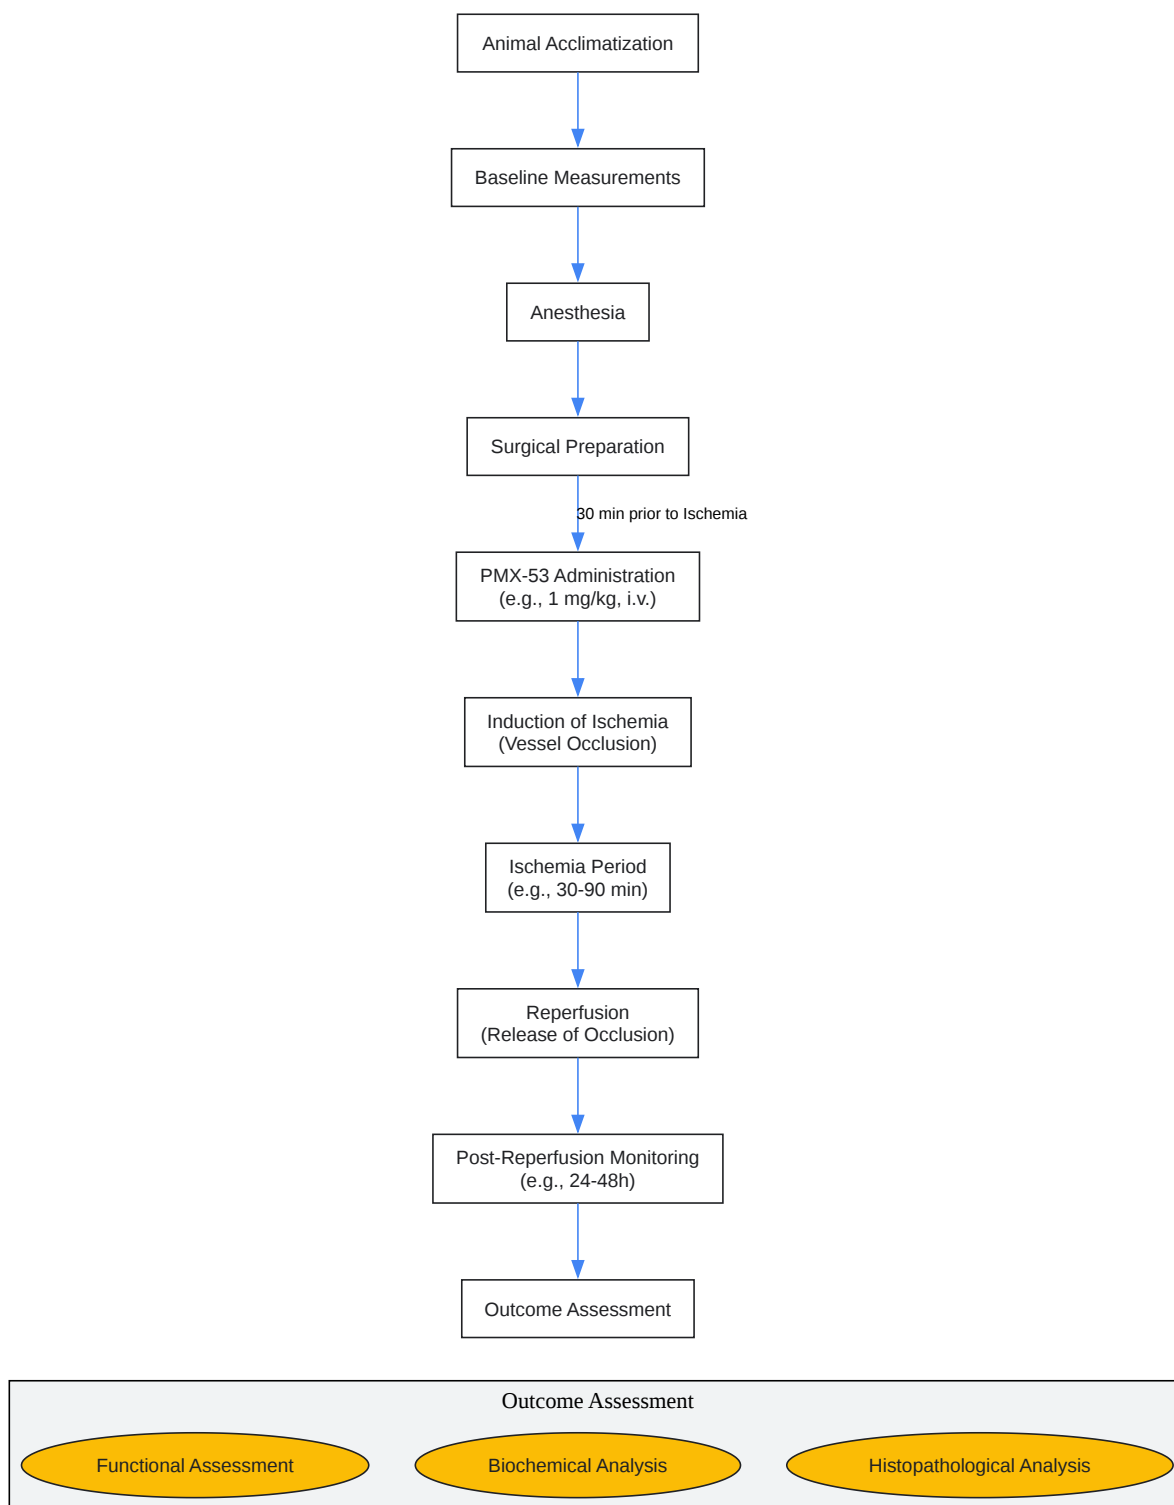 Animal Acclimatization
Baseline Measurements
Anesthesia
Surgical Preparation
30 min prior to Ischemia
PMX-53 Administration
(e.g., 1 mg/kg, i.v.)
Induction of Ischemia
(Vessel Occlusion)
Ischemia Period
(e.g., 30-90 min)
Reperfusion
(Release of Occlusion)
Post-Reperfusion Monitoring
(e.g., 24-48h)
Outcome Assessment
Outcome Assessment
Functional Assessment
Biochemical Analysis
Histopathological Analysis